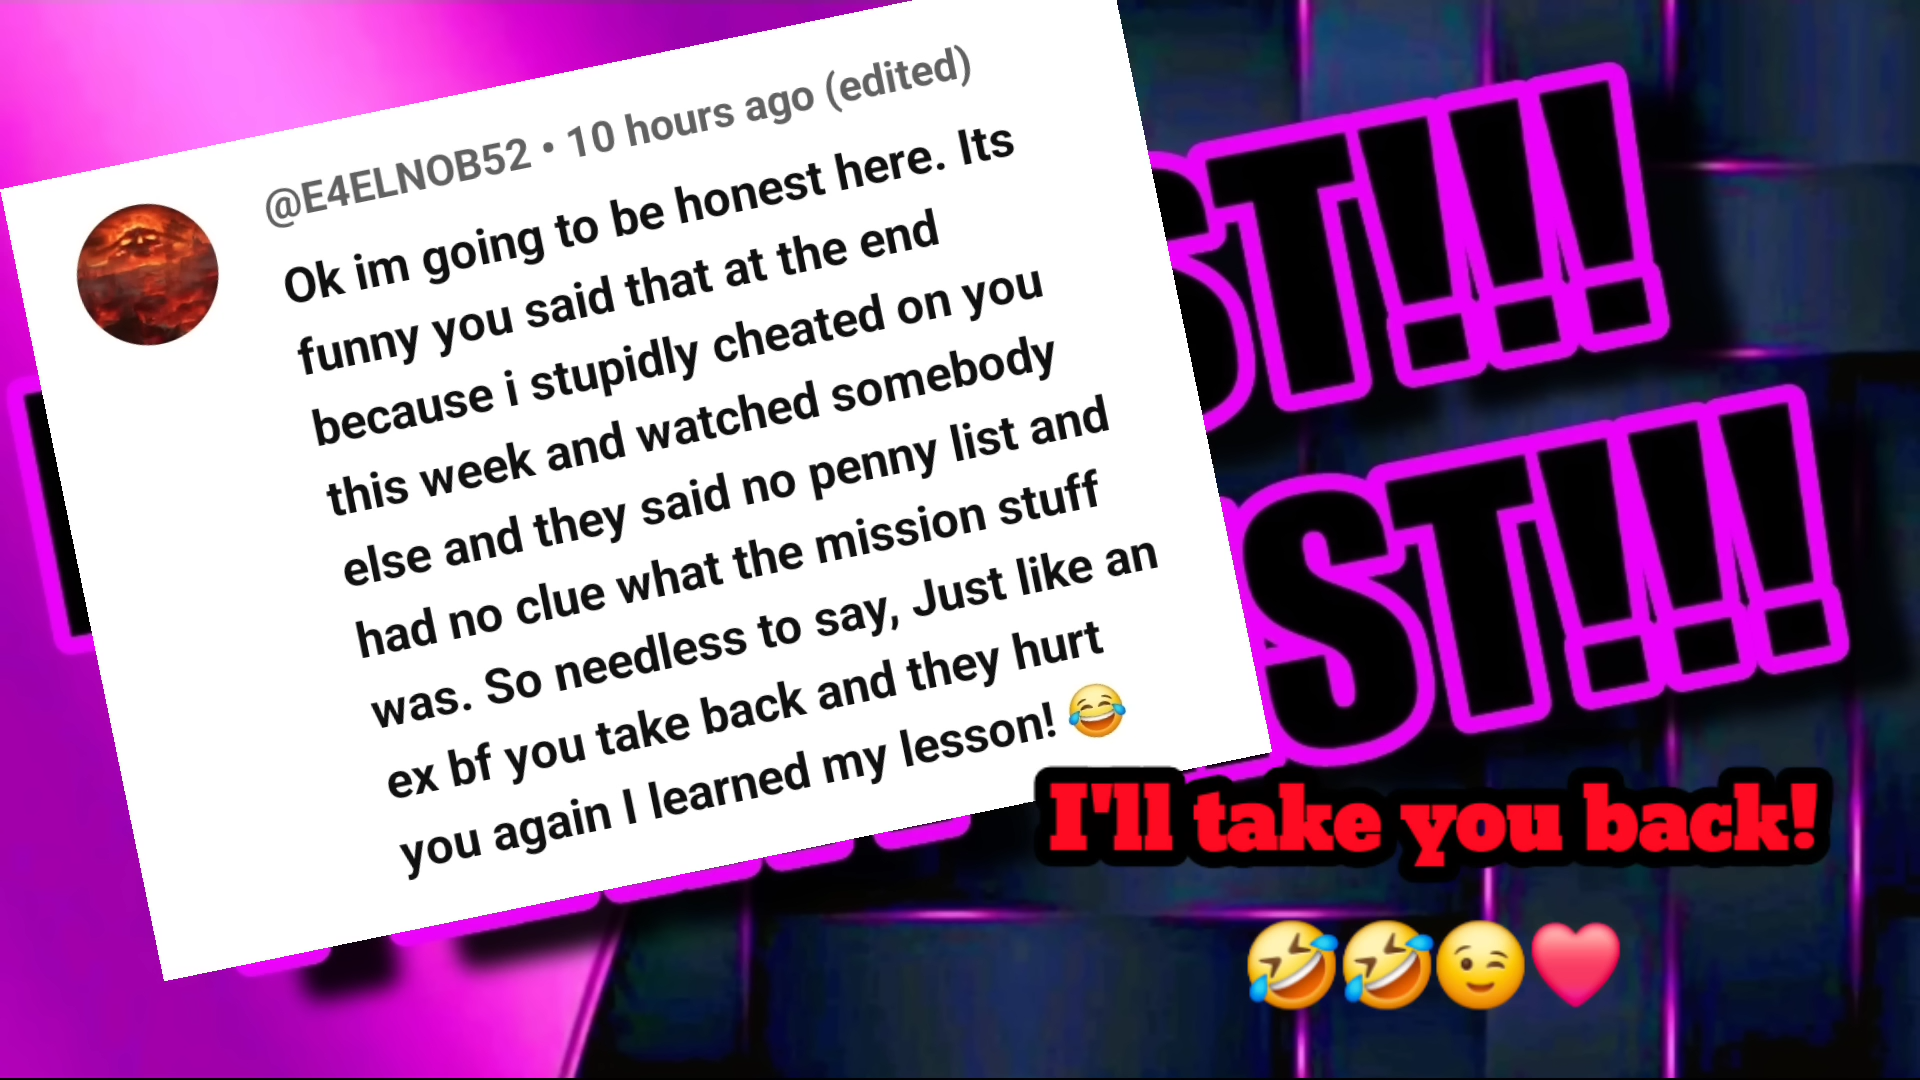 @E4ELNOB52 • 10 hours ago (edited)
Ok im going to be honest here. Its
funny you said that at the end
because i stupidly cheated on you
this week and watched somebody
else and they said no penny list and
had no clue what the mission stuff
was. So needless to say, Just like an
ex bf you take back and they hurt
you again I learned my lesson! 😂
ST!!!
ST!!!
I'll take you back!
🤣🤣😉❤️